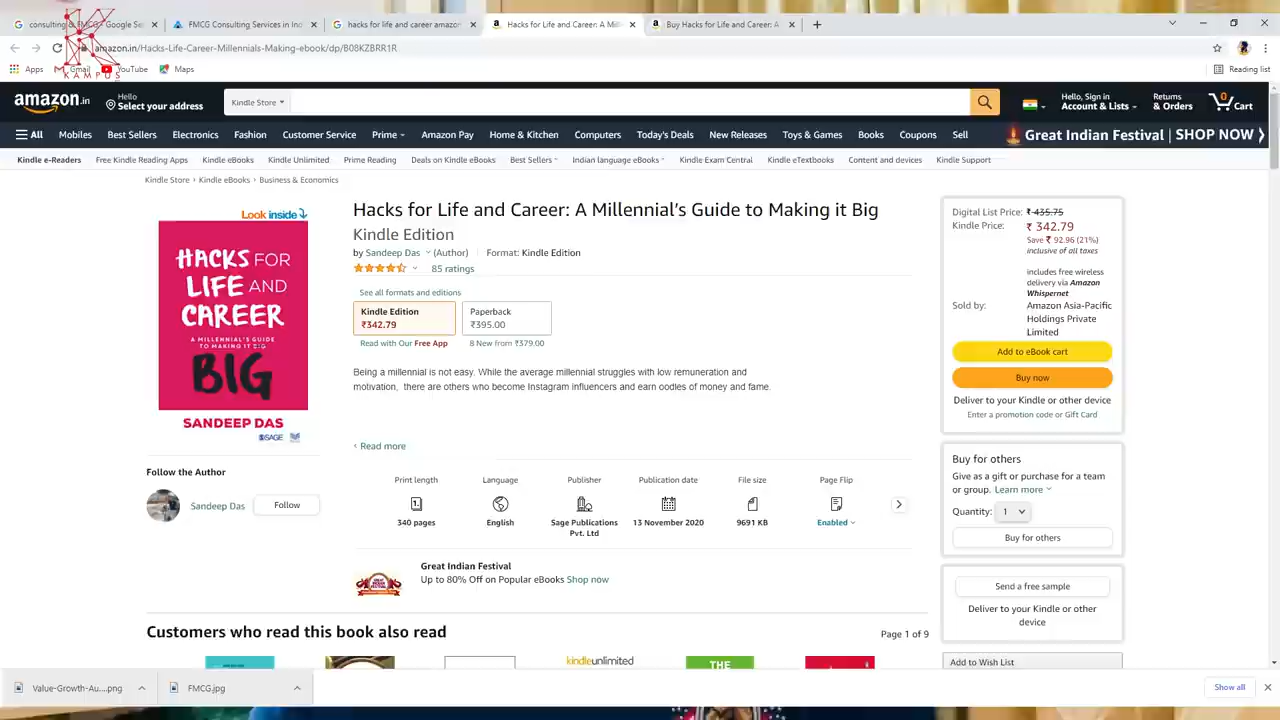 consulting in FMCG - Google Se
FMCG Consulting Services in Ind
hacks for life and career amazon
Hacks for Life and Career: A Mille
Buy Hacks for Life and Career: A
amazon.in/Hacks-Life-Career-Millennials-Making-ebook/dp/B08KZBRR1R
Apps
Gmail
YouTube
Maps
Reading list
KAMPUS
amazon.in
Hello
Select your address
Kindle Store
Hello, Sign in
Account & Lists
Returns
& Orders
0
Cart
All
Mobiles
Best Sellers
Electronics
Fashion
Customer Service
Prime
Amazon Pay
Home & Kitchen
Computers
Today's Deals
New Releases
Toys & Games
Books
Coupons
Sell
Great Indian Festival | SHOP NOW
Kindle e-Readers
Free Kindle Reading Apps
Kindle eBooks
Kindle Unlimited
Prime Reading
Deals on Kindle eBooks
Best Sellers
Indian language eBooks
Kindle Exam Central
Kindle eTextbooks
Content and devices
Kindle Support
Kindle Store › Kindle eBooks › Business & Economics
Look inside
HACKS FOR
LIFE AND
CAREER
A MILLENNIAL'S GUIDE
TO MAKING IT BIG
BIG
SANDEEP DAS
SAGE
Follow the Author
Sandeep Das
Follow
Hacks for Life and Career: A Millennial's Guide to Making it Big
Kindle Edition
by Sandeep Das (Author)
Format: Kindle Edition
85 ratings
See all formats and editions
Kindle Edition
₹342.79
Paperback
₹395.00
Read with Our Free App
8 New from ₹379.00
Being a millennial is not easy. While the average millennial struggles with low remuneration and
motivation, there are others who become Instagram influencers and earn oodles of money and fame.
Read more
Print length
340 pages
Language
English
Publisher
Sage Publications
Pvt. Ltd
Publication date
13 November 2020
File size
9691 KB
Page Flip
Enabled
Great Indian Festival
Up to 80% Off on Popular eBooks Shop now
Customers who read this book also read
Page 1 of 9
kindleunlimited
THE
Digital List Price: ₹ 435.75
Kindle Price: ₹ 342.79
Save ₹ 92.96 (21%)
inclusive of all taxes
includes free wireless
delivery via Amazon
Whispernet
Sold by: Amazon Asia-Pacific
Holdings Private
Limited
Add to eBook cart
Buy now
Deliver to your Kindle or other device
Enter a promotion code or Gift Card
Buy for others
Give as a gift or purchase for a team
or group. Learn more
Quantity: 1
Buy for others
Send a free sample
Deliver to your Kindle or other
device
Add to Wish List
Value-Growth-Au....png
FMCG.jpg
Show all